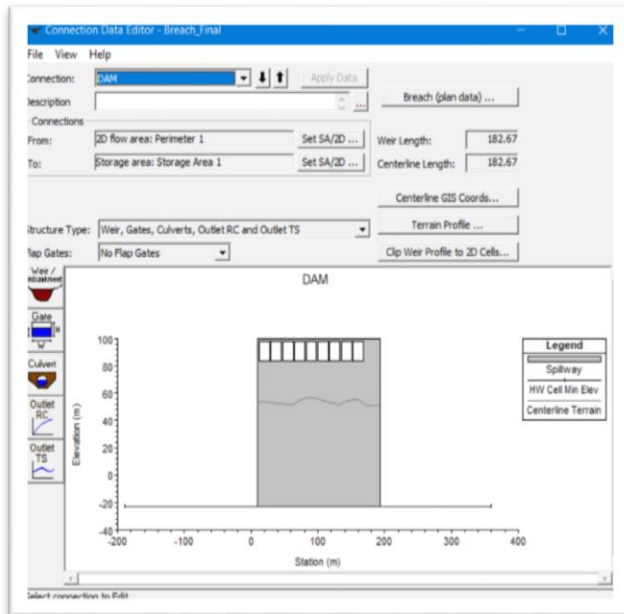 Connection Data Editor - Breach_Final
File View Help
Connection: DAM Apply Data
Description ... Breach (plan data) ...
Connections
From: 2D flow area: Perimeter 1 Set SA/2D ... Weir Length: 182.67
To: Storage area: Storage Area 1 Set SA/2D ... Centerline Length: 182.67
Centerline GIS Coords...
Structure Type: Weir, Gates, Culverts, Outlet RC and Outlet TS Terrain Profile ...
Flap Gates: No Flap Gates Clip Weir Profile to 2D Cells...
Weir /
Embankment
Gate
H
W
Culvert
Outlet
RC
Outlet
TS
DAM
Elevation (m)
100
80
60
40
20
0
-20
-40
-200 -100 0 100 200 300 400
Station (m)
Legend
Spillway
HW Cell Min Elev
Centerline Terrain
Select connection to Edit